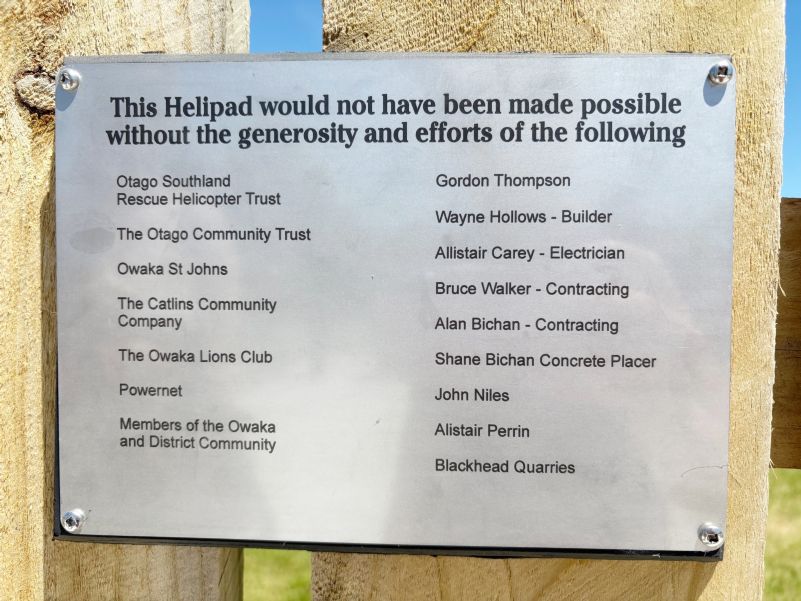 This Helipad would not have been made possible
without the generosity and efforts of the following
Otago Southland
Rescue Helicopter Trust
The Otago Community Trust
Owaka St Johns
The Catlins Community
Company
The Owaka Lions Club
Powernet
Members of the Owaka
and District Community
Gordon Thompson
Wayne Hollows - Builder
Allistair Carey - Electrician
Bruce Walker - Contracting
Alan Bichan - Contracting
Shane Bichan Concrete Placer
John Niles
Alistair Perrin
Blackhead Quarries